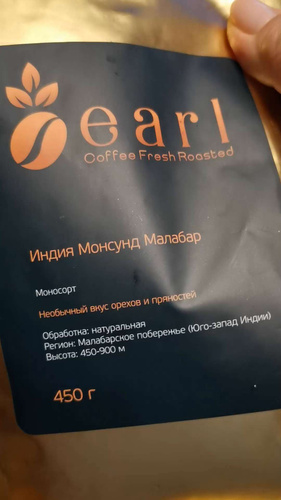 earl
Coffee Fresh Roasted
Индия Монсунд Малабар
Моносорт
Необычный вкус орехов и пряностей
Обработка: натуральная
Регион: Малабарское побережье (Юго-запад Индии)
Высота: 450-900 м
450 г